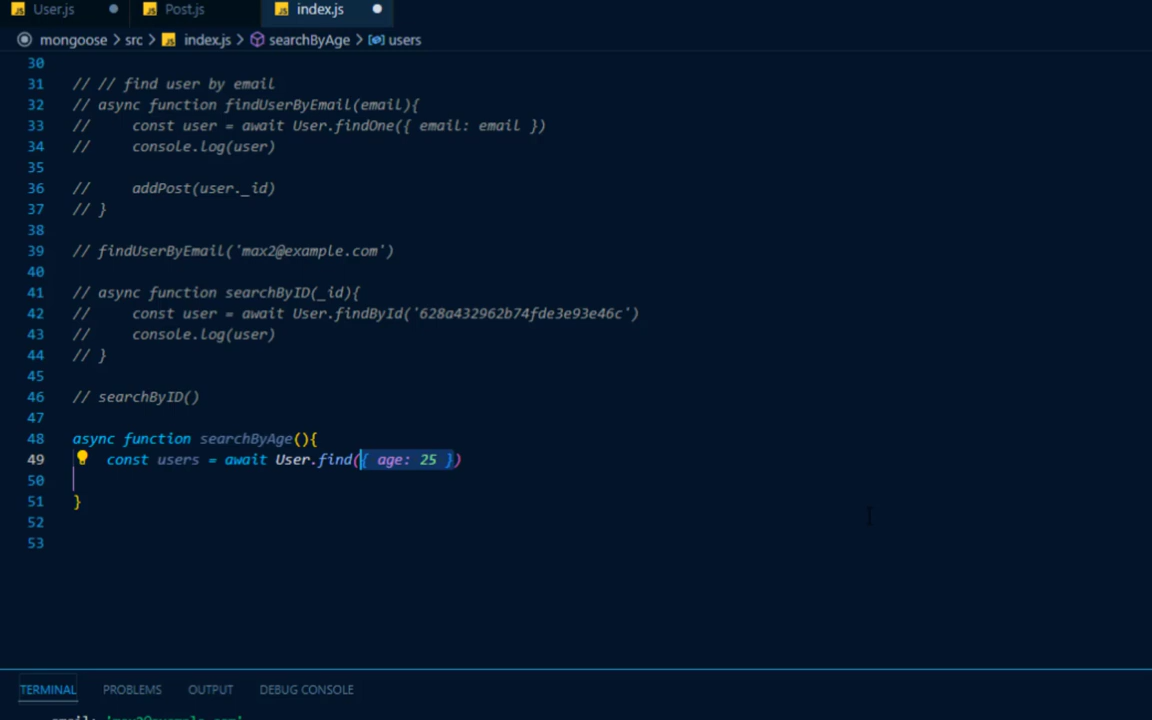 User.js Post.js index.js
mongoose > src > index.js > searchByAge > users
30
31 // // find user by email
32 // async function findUserByEmail(email){
33 //     const user = await User.findOne({ email: email })
34 //     console.log(user)
35
36 //     addPost(user._id)
37 // }
38
39 // findUserByEmail('max2@example.com')
40
41 // async function searchByID(_id){
42 //     const user = await User.findById('628a432962b74fde3e93e46c')
43 //     console.log(user)
44 // }
45
46 // searchByID()
47
48 async function searchByAge(){
49     const users = await User.find({ age: 25 })
50
51 }
52
53
TERMINAL PROBLEMS OUTPUT DEBUG CONSOLE
email: 'max2@example.com'